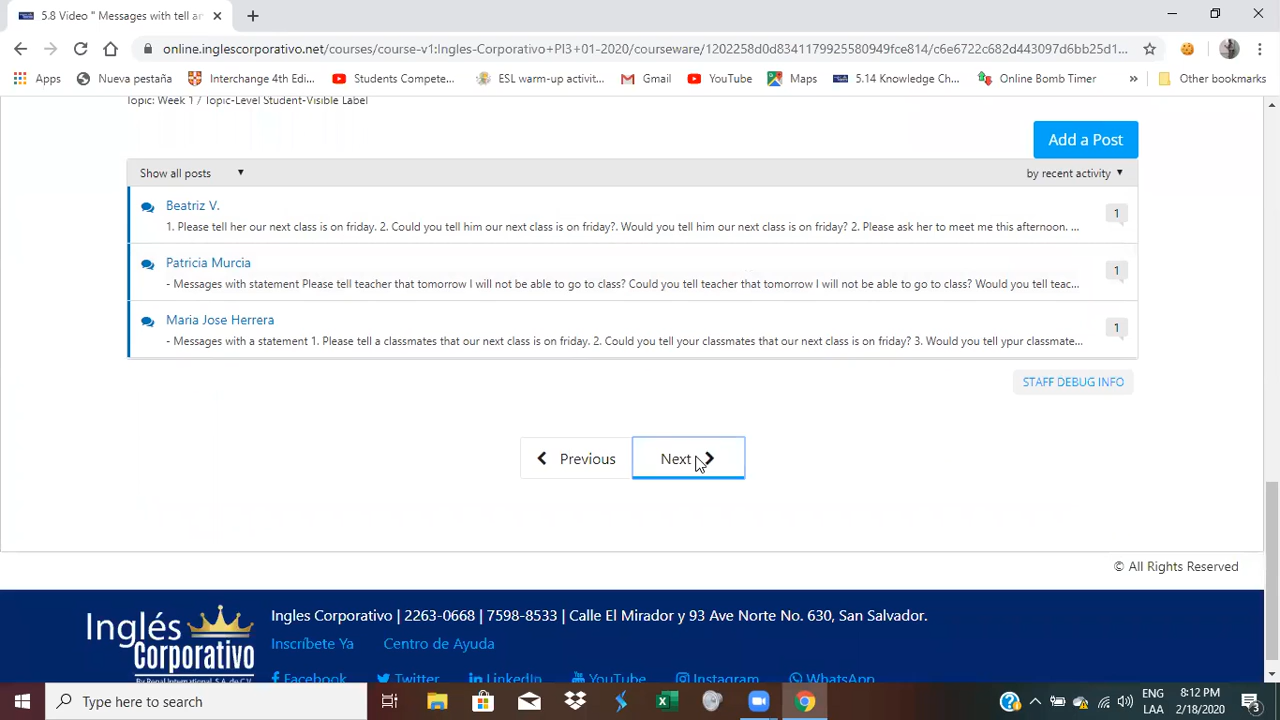 5.8 Video " Messages with tell an
online.inglescorporativo.net/courses/course-v1:Ingles-Corporativo+PI3+01-2020/courseware/1202258d0d8341179925580949fce814/c6e6722c682d443097d6bb25d1...
Apps Nueva pestaña Interchange 4th Edi... Students Compete... ESL warm-up activit... Gmail YouTube Maps 5.14 Knowledge Ch... Online Bomb Timer » Other bookmarks
Topic: Week 1 / Topic-Level Student-Visible Label
Add a Post
Show all posts by recent activity
Beatriz V. 1
1. Please tell her our next class is on friday. 2. Could you tell him our next class is on friday?. Would you tell him our next class is on friday? 2. Please ask her to meet me this afternoon. ...
Patricia Murcia 1
- Messages with statement Please tell teacher that tomorrow I will not be able to go to class? Could you tell teacher that tomorrow I will not be able to go to class? Would you tell teac...
Maria Jose Herrera 1
- Messages with a statement 1. Please tell a classmates that our next class is on friday. 2. Could you tell your classmates that our next class is on friday? 3. Would you tell ypur classmate...
STAFF DEBUG INFO
Previous Next
© All Rights Reserved
Ingles Corporativo | 2263-0668 | 7598-8533 | Calle El Mirador y 93 Ave Norte No. 630, San Salvador.
Inglés
Corporativo
Inscríbete Ya Centro de Ayuda
Facebook Twitter LinkedIn YouTube Instagram WhatsApp
Type here to search
ENG
LAA
8:12 PM
2/18/2020
3